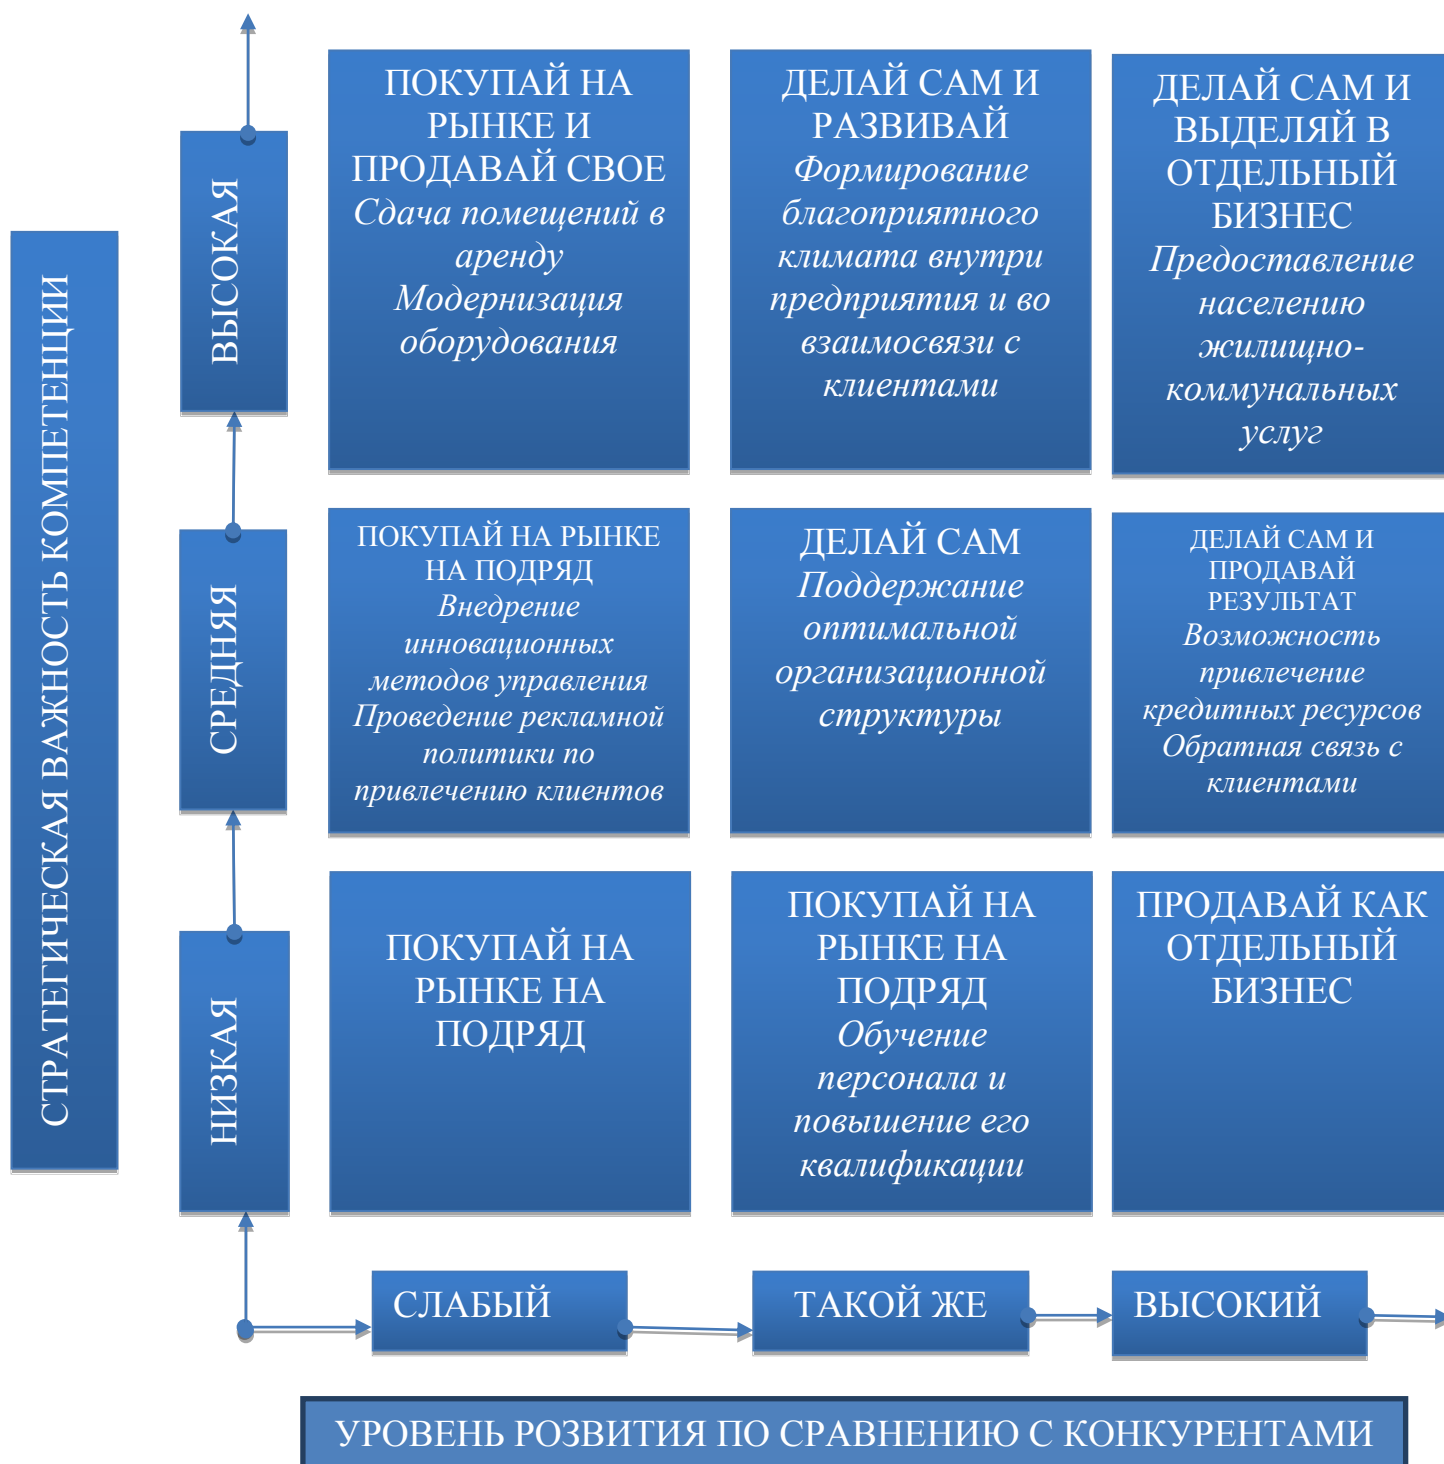 СТРАТЕГИЧЕСКАЯ ВАЖНОСТЬ КОМПЕТЕНЦИИ
ВЫСОКАЯ
ПОКУПАЙ НА
РЫНКЕ И
ПРОДАВАЙ СВОЕ
Сдача помещений в
аренду
Модернизация
оборудования
ДЕЛАЙ САМ И
РАЗВИВАЙ
Формирование
благоприятного
климата внутри
предприятия и во
взаимосвязи с
клиентами
ДЕЛАЙ САМ И
ВЫДЕЛЯЙ В
ОТДЕЛЬНЫЙ
БИЗНЕС
Предоставление
населению
жилищно-
коммунальных
услуг
СРЕДНЯЯ
ПОКУПАЙ НА РЫНКЕ
НА ПОДРЯД
Внедрение
инновационных
методов управления
Проведение рекламной
политики по
привлечению клиентов
ДЕЛАЙ САМ
Поддержание
оптимальной
организационной
структуры
ДЕЛАЙ САМ И
ПРОДАВАЙ
РЕЗУЛЬТАТ
Возможность
привлечение
кредитных ресурсов
Обратная связь с
клиентами
НИЗКАЯ
ПОКУПАЙ НА
РЫНКЕ НА
ПОДРЯД
ПОКУПАЙ НА
РЫНКЕ НА
ПОДРЯД
Обучение
персонала и
повышение его
квалификации
ПРОДАВАЙ КАК
ОТДЕЛЬНЫЙ
БИЗНЕС
СЛАБЫЙ
ТАКОЙ ЖЕ
ВЫСОКИЙ
УРОВЕНЬ РОЗВИТИЯ ПО СРАВНЕНИЮ С КОНКУРЕНТАМИ